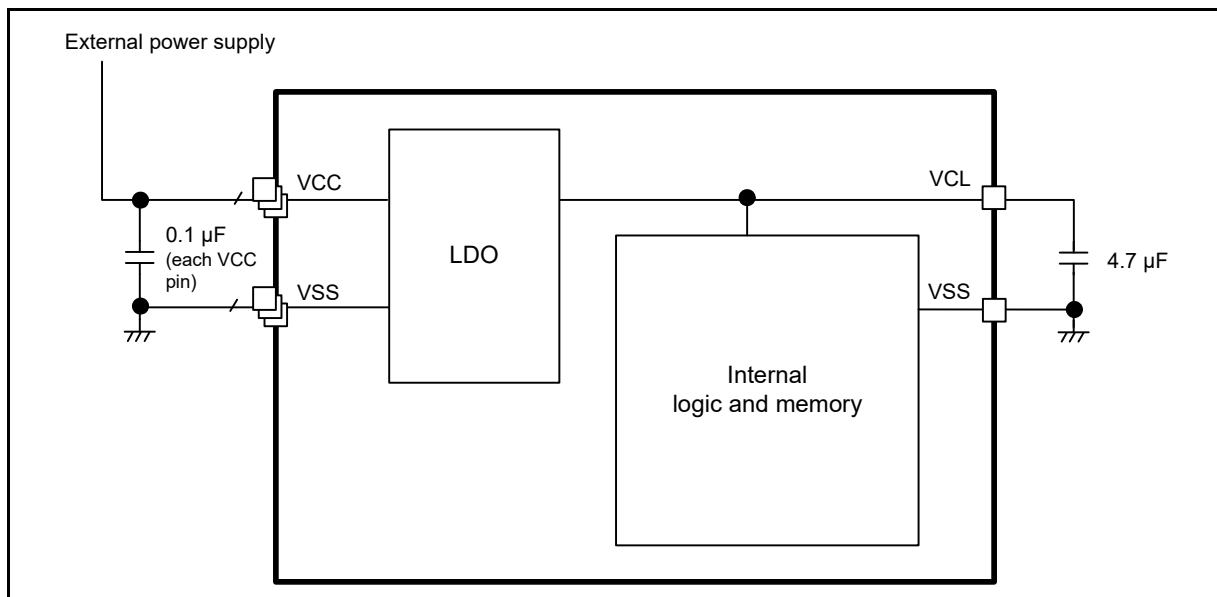 External power supply
VCC
VCL
0.1 µF
(each VCC
pin)
LDO
4.7 µF
VSS
VSS
Internal
logic and memory